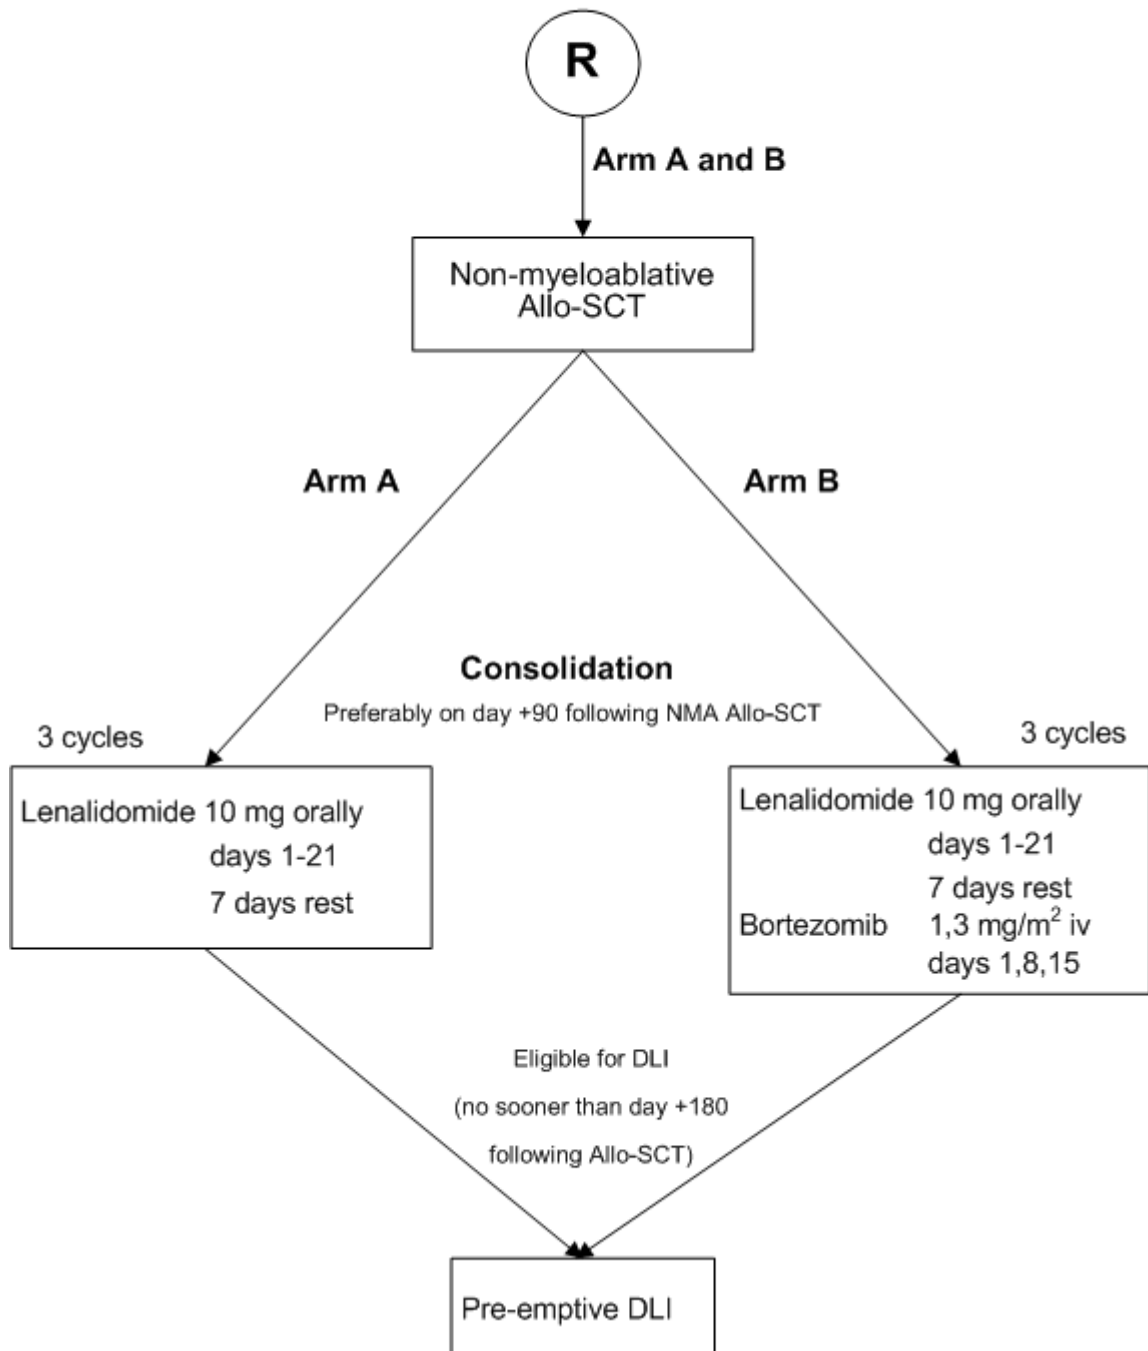 R
Arm A and B
Non-myeloablative
Allo-SCT
Arm A
Arm B
Consolidation
Preferably on day +90 following NMA Allo-SCT
3 cycles
Lenalidomide 10 mg orally
days 1-21
7 days rest
3 cycles
Lenalidomide 10 mg orally
days 1-21
7 days rest
Bortezomib 1,3 mg/m² iv
days 1,8,15
Eligible for DLI
(no sooner than day +180
following Allo-SCT)
Pre-emptive DLI